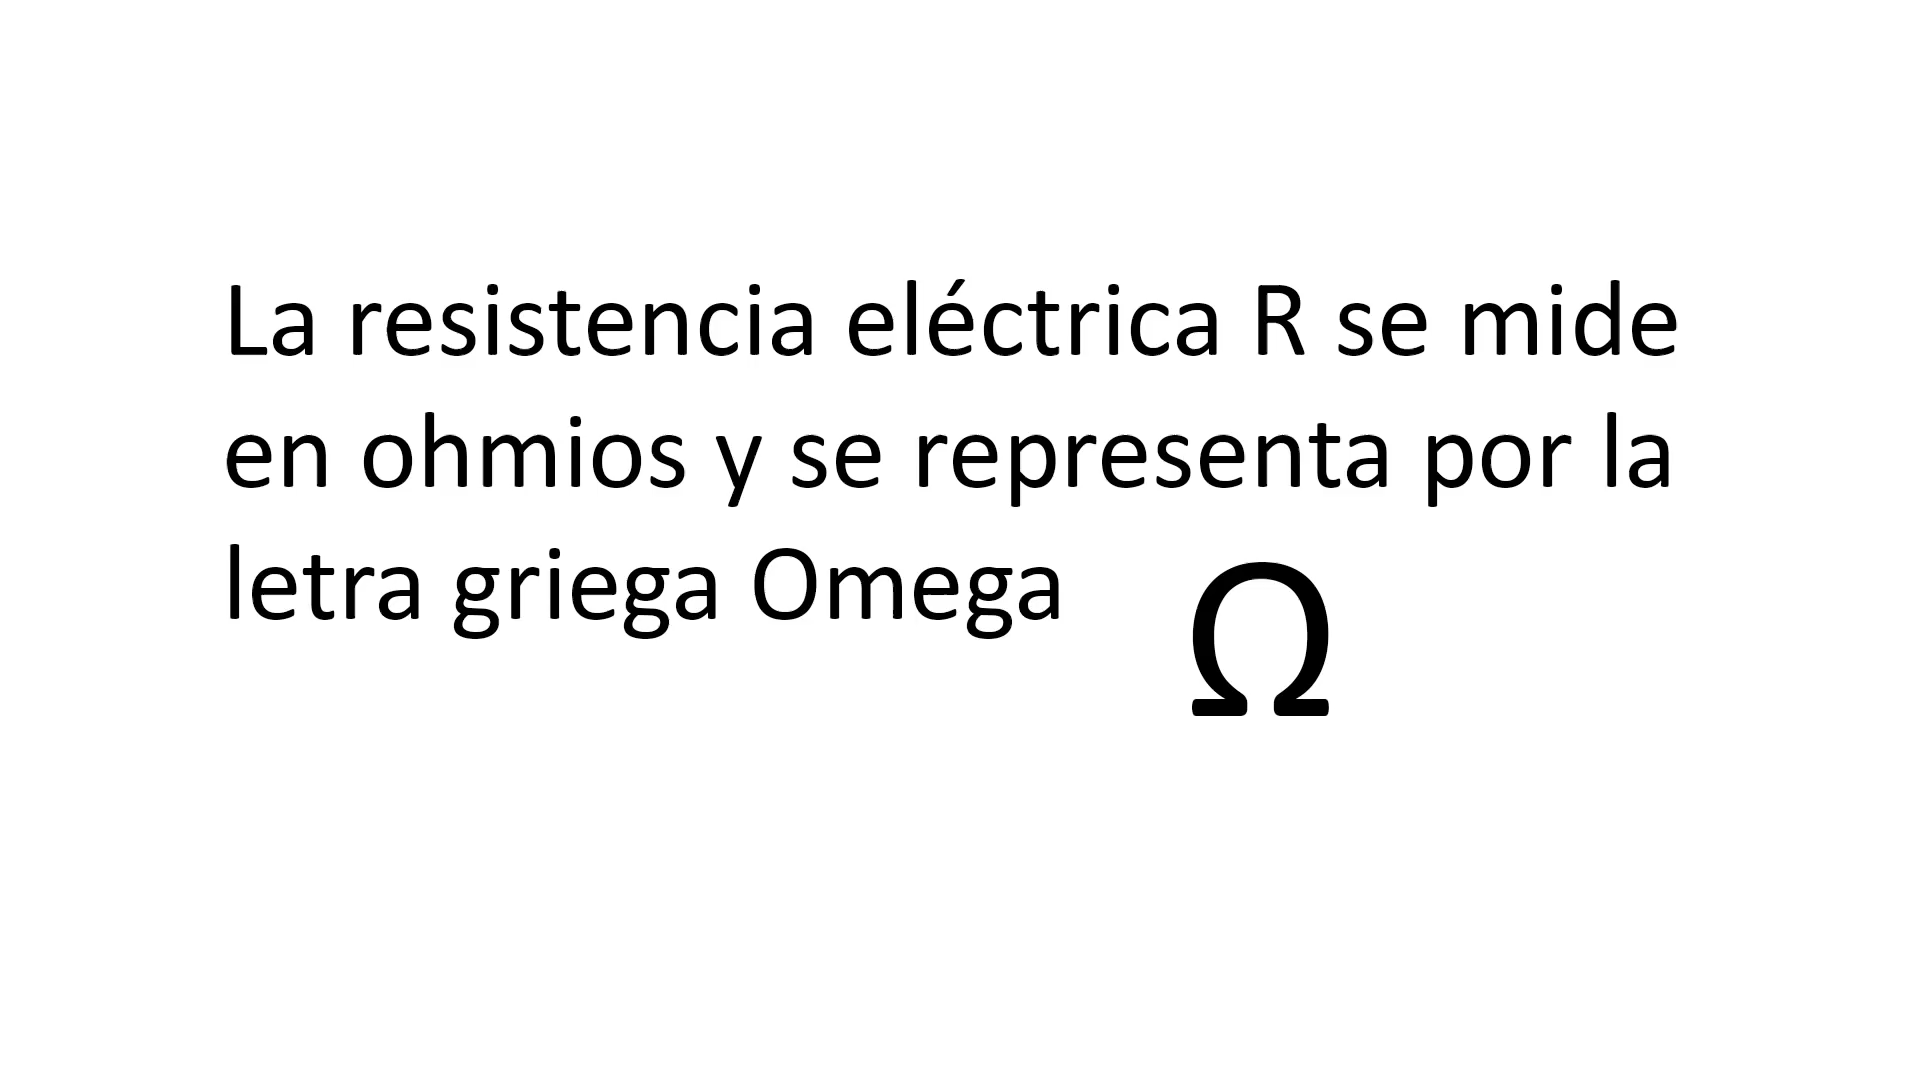 La resistencia eléctrica R se mide
en ohmios y se representa por la
letra griega Omega Ω